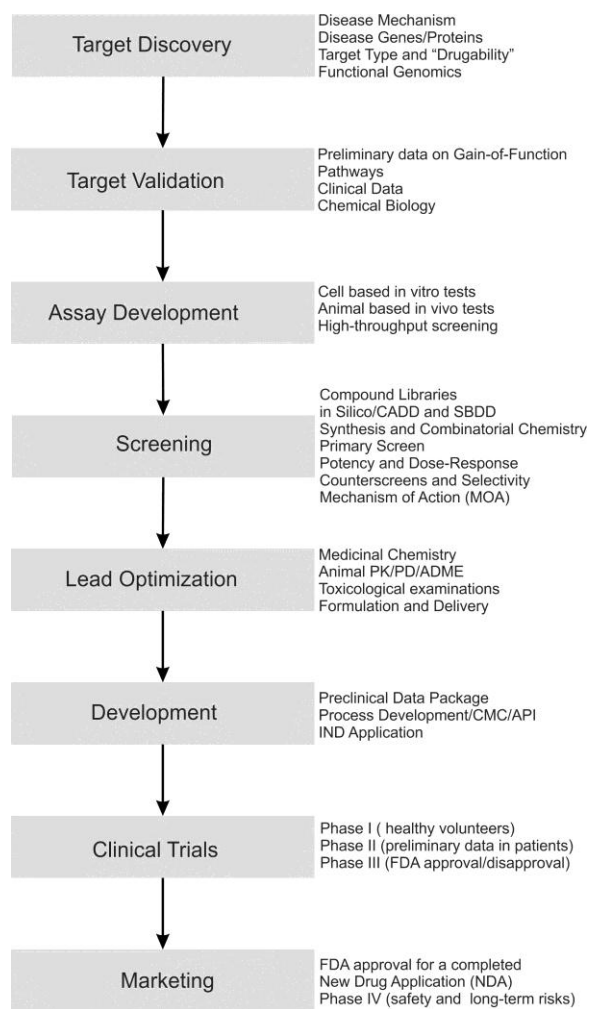 Target Discovery
Disease Mechanism
Disease Genes/Proteins
Target Type and “Drugability”
Functional Genomics
Target Validation
Preliminary data on Gain-of-Function
Pathways
Clinical Data
Chemical Biology
Assay Development
Cell based in vitro tests
Animal based in vivo tests
High-throughput screening
Screening
Compound Libraries
in Silico/CADD and SBDD
Synthesis and Combinatorial Chemistry
Primary Screen
Potency and Dose-Response
Counterscreens and Selectivity
Mechanism of Action (MOA)
Lead Optimization
Medicinal Chemistry
Animal PK/PD/ADME
Toxicological examinations
Formulation and Delivery
Development
Preclinical Data Package
Process Development/CMC/API
IND Application
Clinical Trials
Phase I ( healthy volunteers)
Phase II (preliminary data in patients)
Phase III (FDA approval/disapproval)
Marketing
FDA approval for a completed
New Drug Application (NDA)
Phase IV (safety and long-term risks)